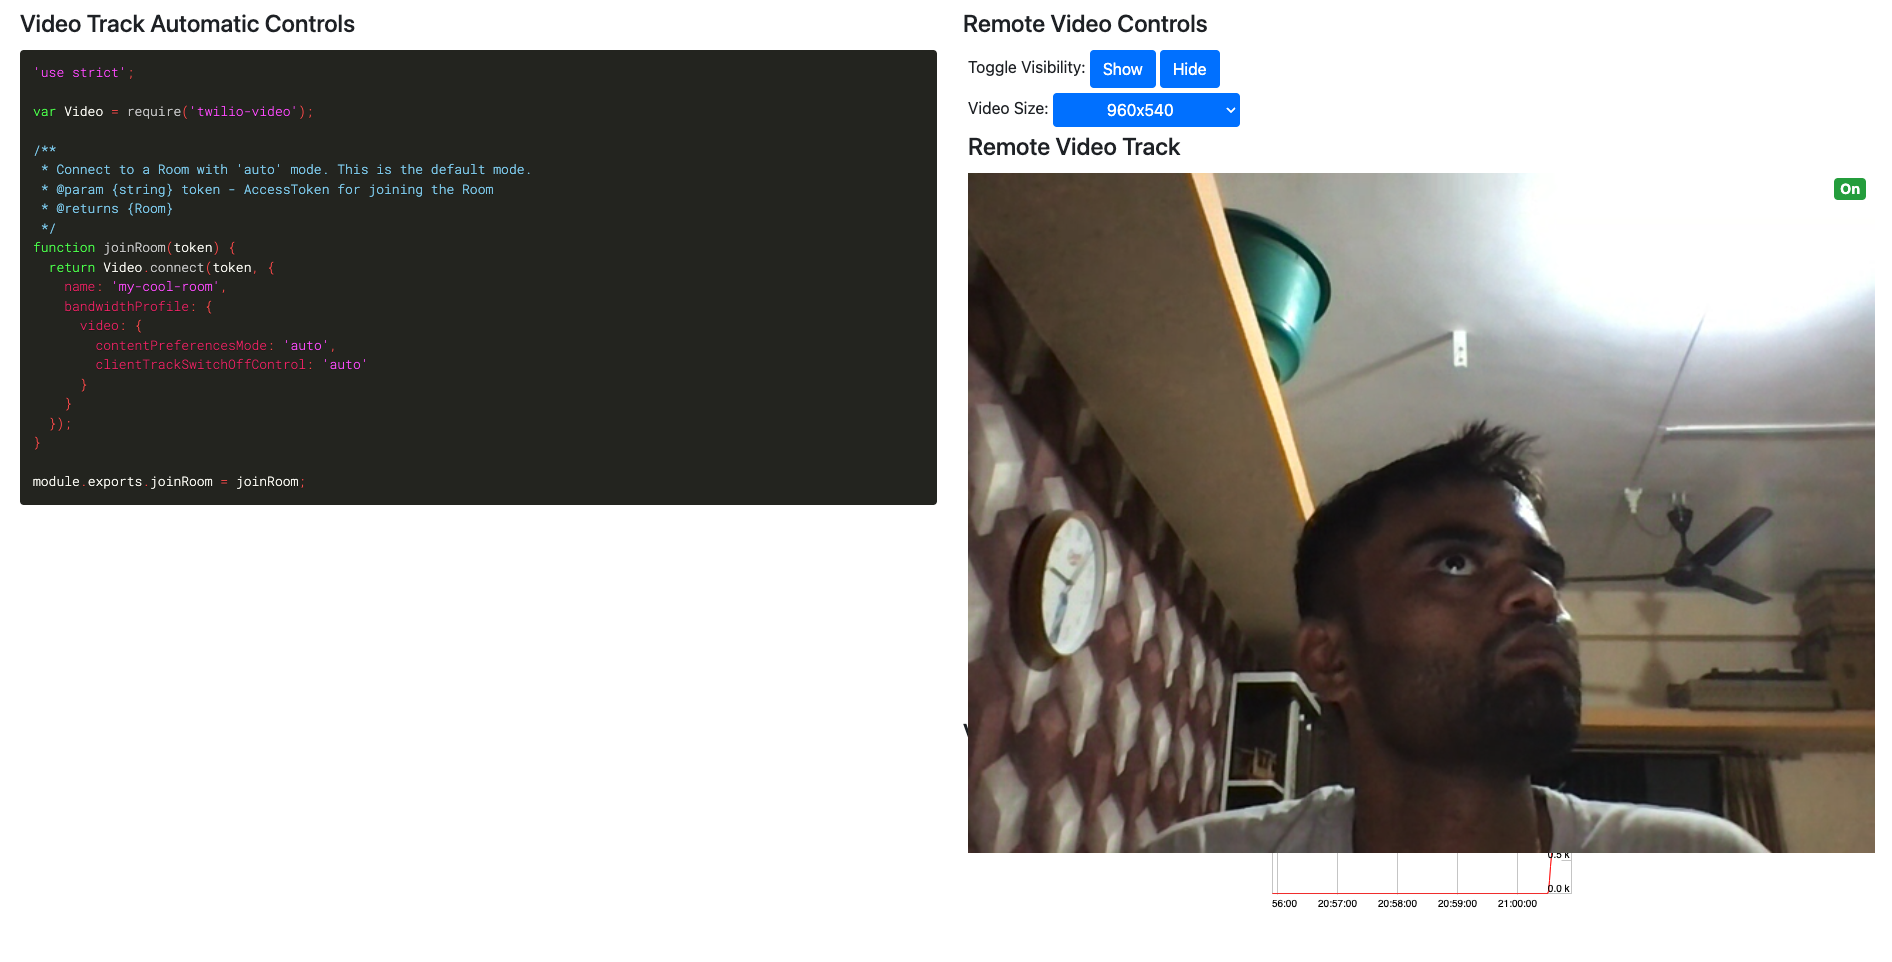 Video Track Automatic Controls
'use strict';
var Video = require('twilio-video');
/**
 * Connect to a Room with 'auto' mode. This is the default mode.
 * @param {string} token - AccessToken for joining the Room
 * @returns {Room}
 */
function joinRoom(token) {
  return Video.connect(token, {
    name: 'my-cool-room',
    bandwidthProfile: {
      video: {
        contentPreferencesMode: 'auto',
        clientTrackSwitchOffControl: 'auto'
      }
    }
  });
}
module.exports.joinRoom = joinRoom;
Remote Video Controls
Toggle Visibility: Show Hide
Video Size: 960x540
Remote Video Track
On
0.5 k
0.0 k
56:00 20:57:00 20:58:00 20:59:00 21:00:00